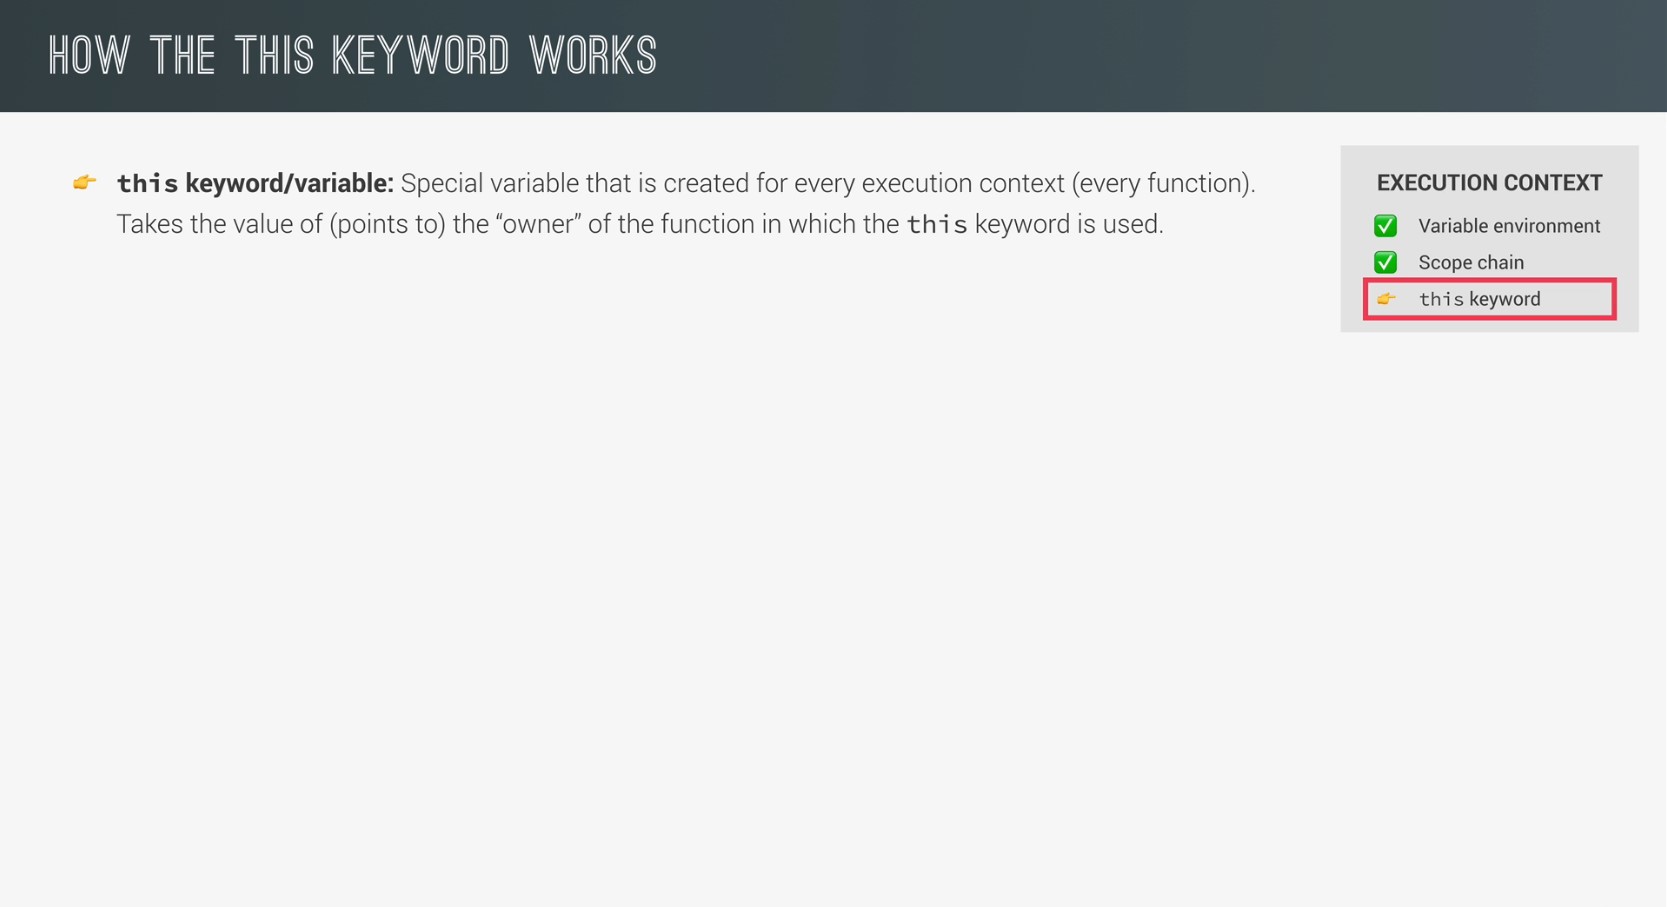 HOW THE THIS KEYWORD WORKS
this keyword/variable: Special variable that is created for every execution context (every function).
Takes the value of (points to) the “owner” of the function in which the this keyword is used.
EXECUTION CONTEXT
Variable environment
Scope chain
this keyword